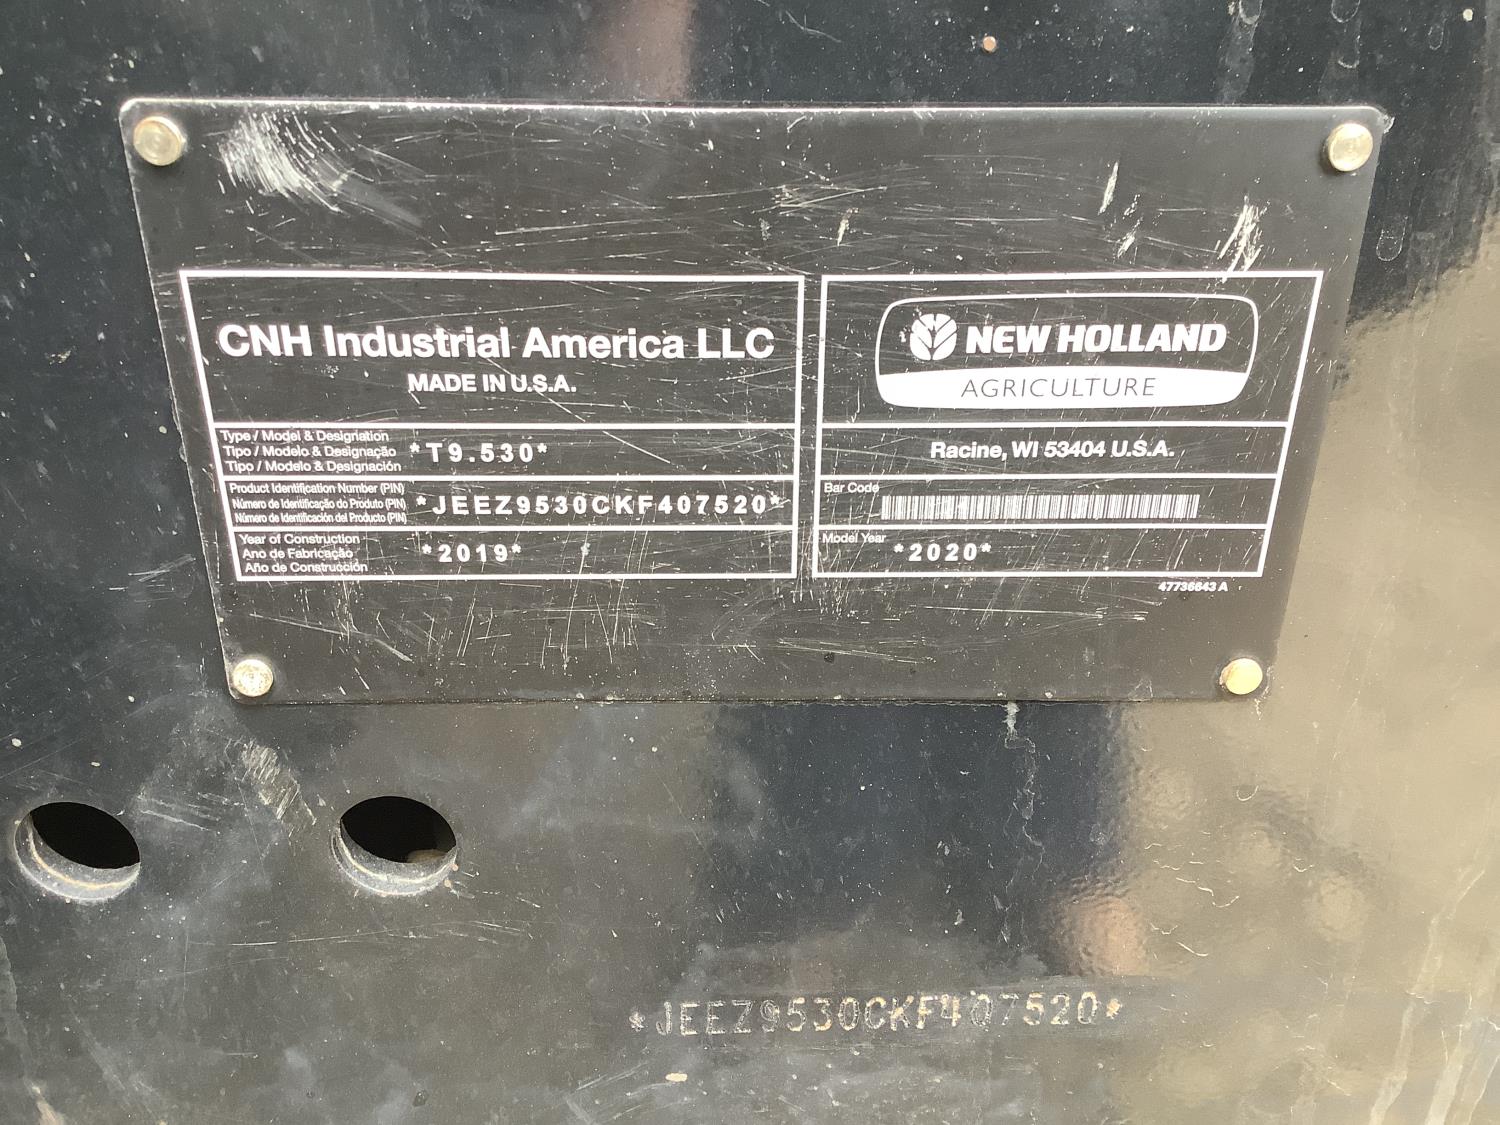 CNH Industrial America LLC
MADE IN U.S.A.
Type / Model & Designation
Tipo / Modelo & Designação
Tipo / Modelo & Designación
*T9.530*
Product Identification Number (PIN)
Número de Identificação do Produto (PIN)
Número de Identificación del Producto (PIN)
*JEEZ9530CKF407520*
Year of Construction
Ano de Fabricação
Año de Construcción
*2019*
NEW HOLLAND
AGRICULTURE
Racine, WI 53404 U.S.A.
Bar Code
Model Year
*2020*
47736643 A
*JEEZ9530CKF407520*